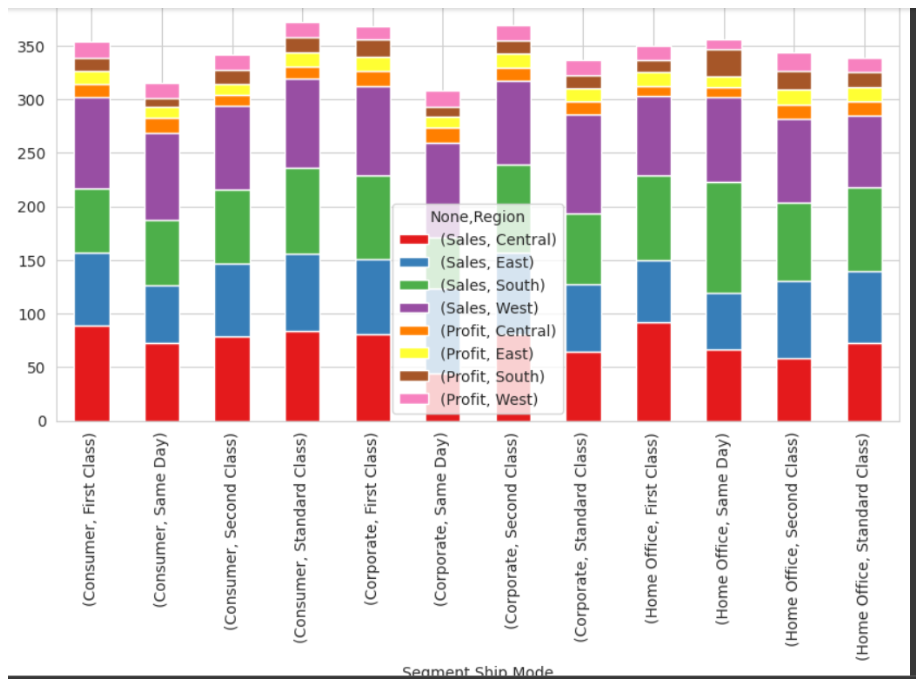 350
300
250
200
150
100
50
0
None,Region
(Sales, Central)
(Sales, East)
(Sales, South)
(Sales, West)
(Profit, Central)
(Profit, East)
(Profit, South)
(Profit, West)
(Consumer, First Class)
(Consumer, Same Day)
(Consumer, Second Class)
(Consumer, Standard Class)
(Corporate, First Class)
(Corporate, Same Day)
(Corporate, Second Class)
(Corporate, Standard Class)
(Home Office, First Class)
(Home Office, Same Day)
(Home Office, Second Class)
(Home Office, Standard Class)
Segment Ship Mode